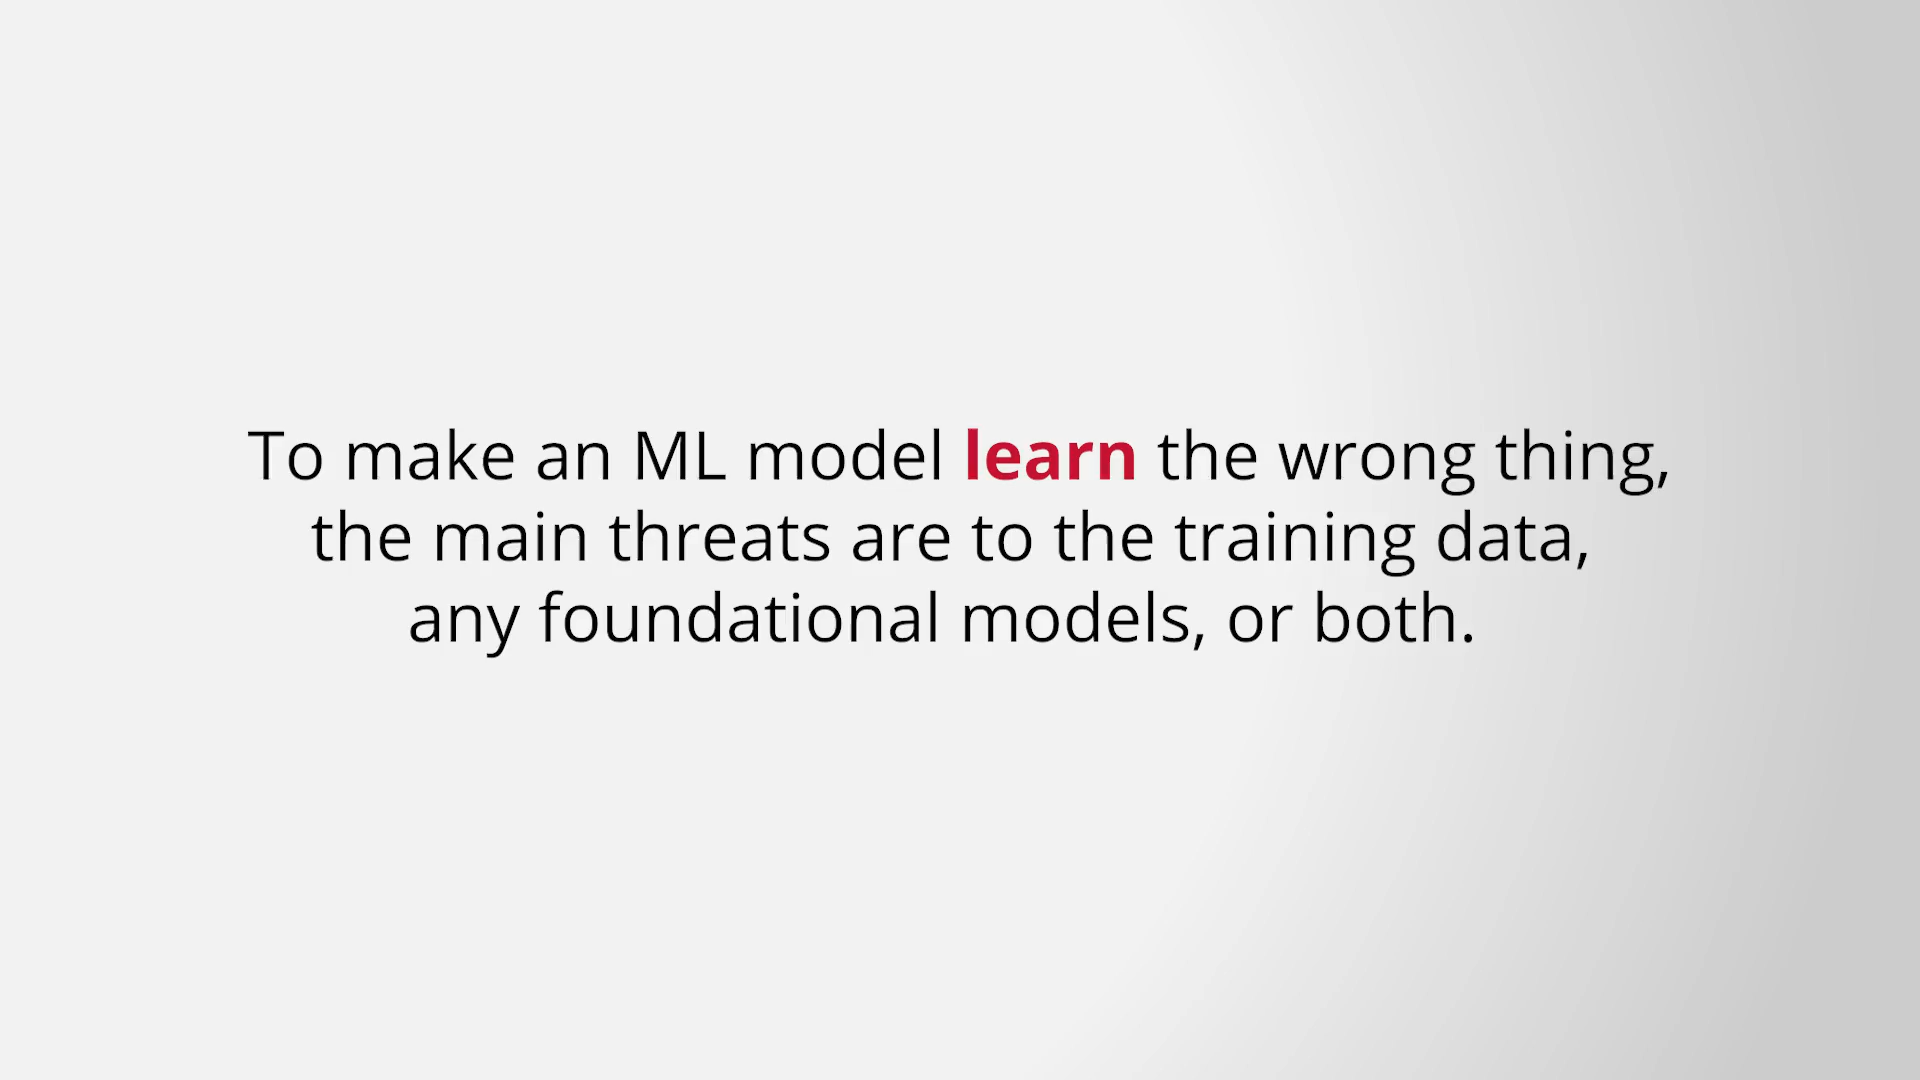 To make an ML model learn the wrong thing,
the main threats are to the training data,
any foundational models, or both.